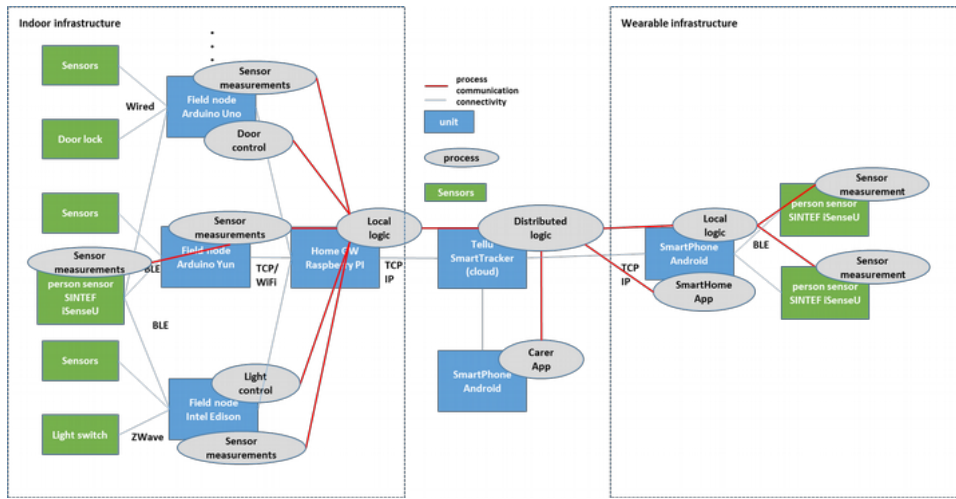 Indoor infrastructure
Wearable infrastructure
Sensors
Door lock
Sensors
Sensor
measurements
person sensor
SINTEF
iSenseU
Sensors
Light switch
Wired
BLE
BLE
ZWave
Sensor
measurements
Field node
Arduino Uno
Door
control
Sensor
measurements
Field node
Arduino Yun
Light
control
Field node
Intel Edison
Sensor
measurements
TCP/
WiFi
Local
logic
Home GW
Raspberry PI
TCP
IP
process
communication
connectivity
unit
process
Sensors
Distributed
logic
Tellu
SmartTracker
(cloud)
Carer
App
SmartPhone
Android
TCP
IP
Local
logic
SmartPhone
Android
SmartHome
App
BLE
Sensor
measurement
person sensor
SINTEF iSenseU
Sensor
measurement
person sensor
SINTEF iSenseU